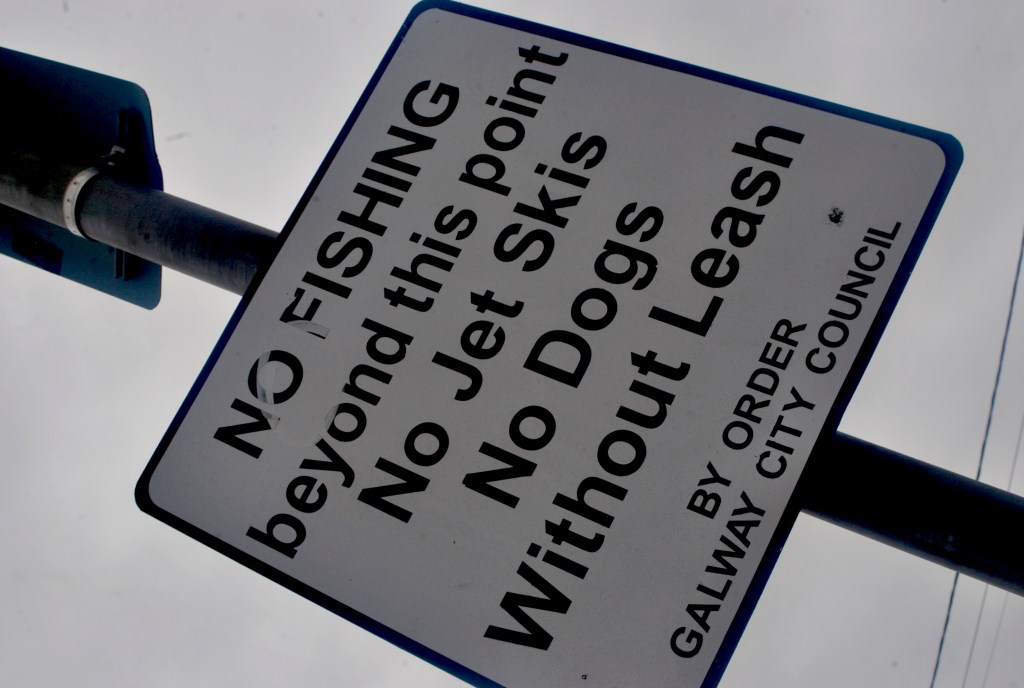 NO FISHING
beyond this point
No Jet Skis
No Dogs
Without Leash
BY ORDER
GALWAY CITY COUNCIL